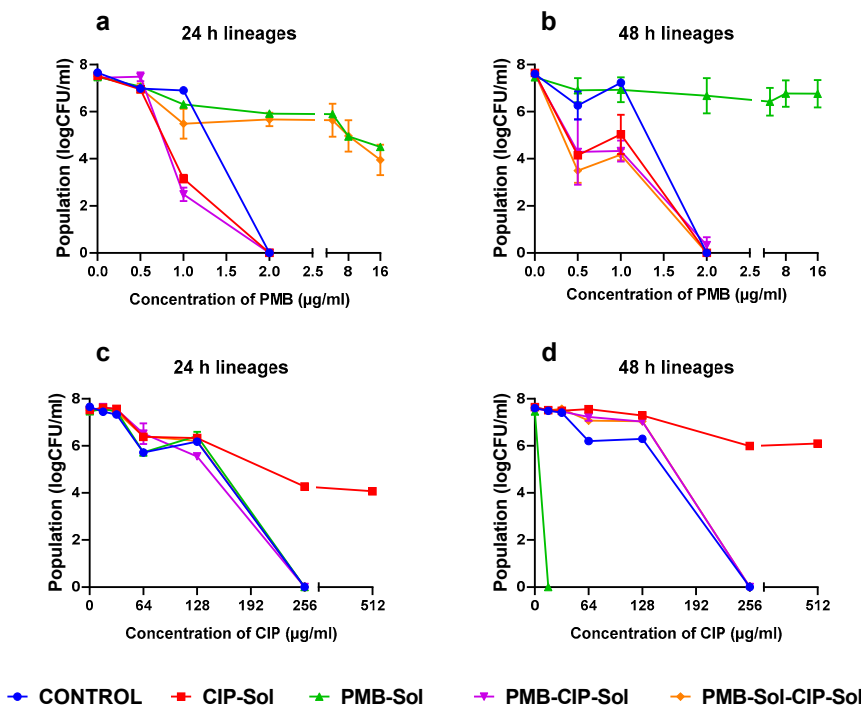 a
24 h lineages
Population (logCFU/ml)
8
6
4
2
0
0.0 0.5 1.0 1.5 2.0 2.5 8 16
Concentration of PMB (μg/ml)
b
48 h lineages
Population (logCFU/ml)
8
6
4
2
0
0.0 0.5 1.0 1.5 2.0 2.5 8 16
Concentration of PMB (μg/ml)
c
24 h lineages
Population (logCFU/ml)
8
6
4
2
0
0 64 128 192 256 512
Concentration of CIP (μg/ml)
d
48 h lineages
Population (logCFU/ml)
8
6
4
2
0
0 64 128 192 256 512
Concentration of CIP (μg/ml)
CONTROL CIP-Sol PMB-Sol PMB-CIP-Sol PMB-Sol-CIP-Sol